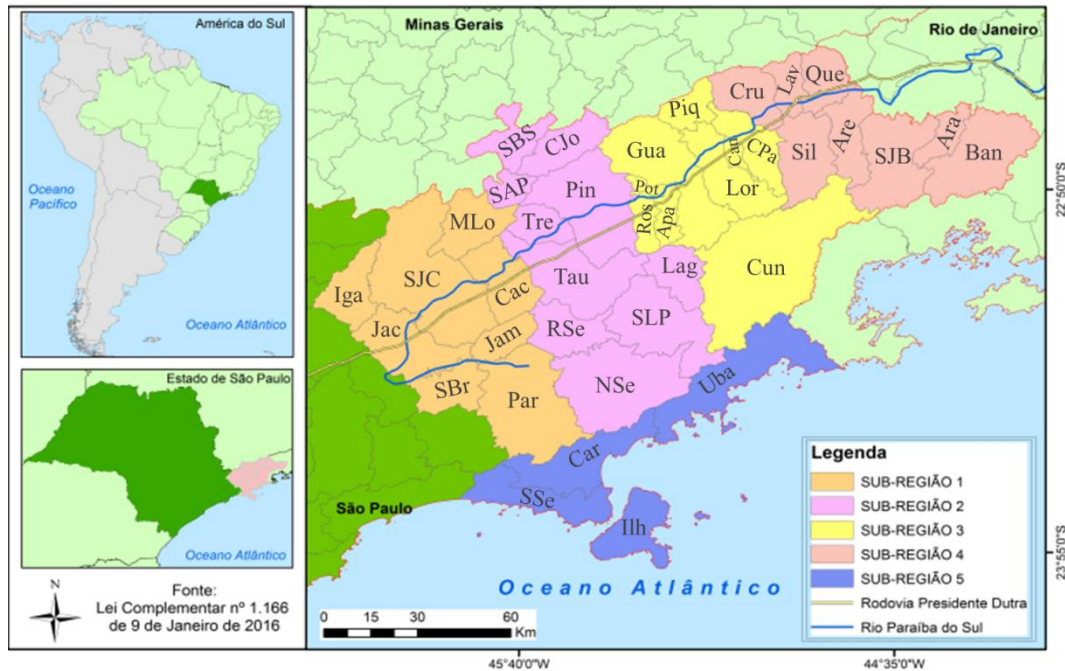 América do Sul
Oceano
Pacífico
Oceano Atlântico
Estado de São Paulo
Oceano Atlântico
N
Fonte:
Lei Complementar nº 1.166
de 9 de Janeiro de 2016
Minas Gerais
Rio de Janeiro
Cru
Lav
Que
Piq
SBS
CJo
Gua
Can
CPa
Sil
Are
SJB
Ara
Ban
SAP
Pin
Pot
Lor
22°50'0"S
MLo
Tre
Ros
Apa
SJC
Cac
Tau
Lag
Cun
Iga
Jac
Jam
RSe
SLP
SBr
Par
NSe
Uba
Car
São Paulo
SSe
Ilh
23°55'0"S
Oceano Atlântico
0 15 30 45 60
Km
Legenda
SUB-REGIÃO 1
SUB-REGIÃO 2
SUB-REGIÃO 3
SUB-REGIÃO 4
SUB-REGIÃO 5
Rodovia Presidente Dutra
Rio Paraíba do Sul
45°40'0"W
44°35'0"W